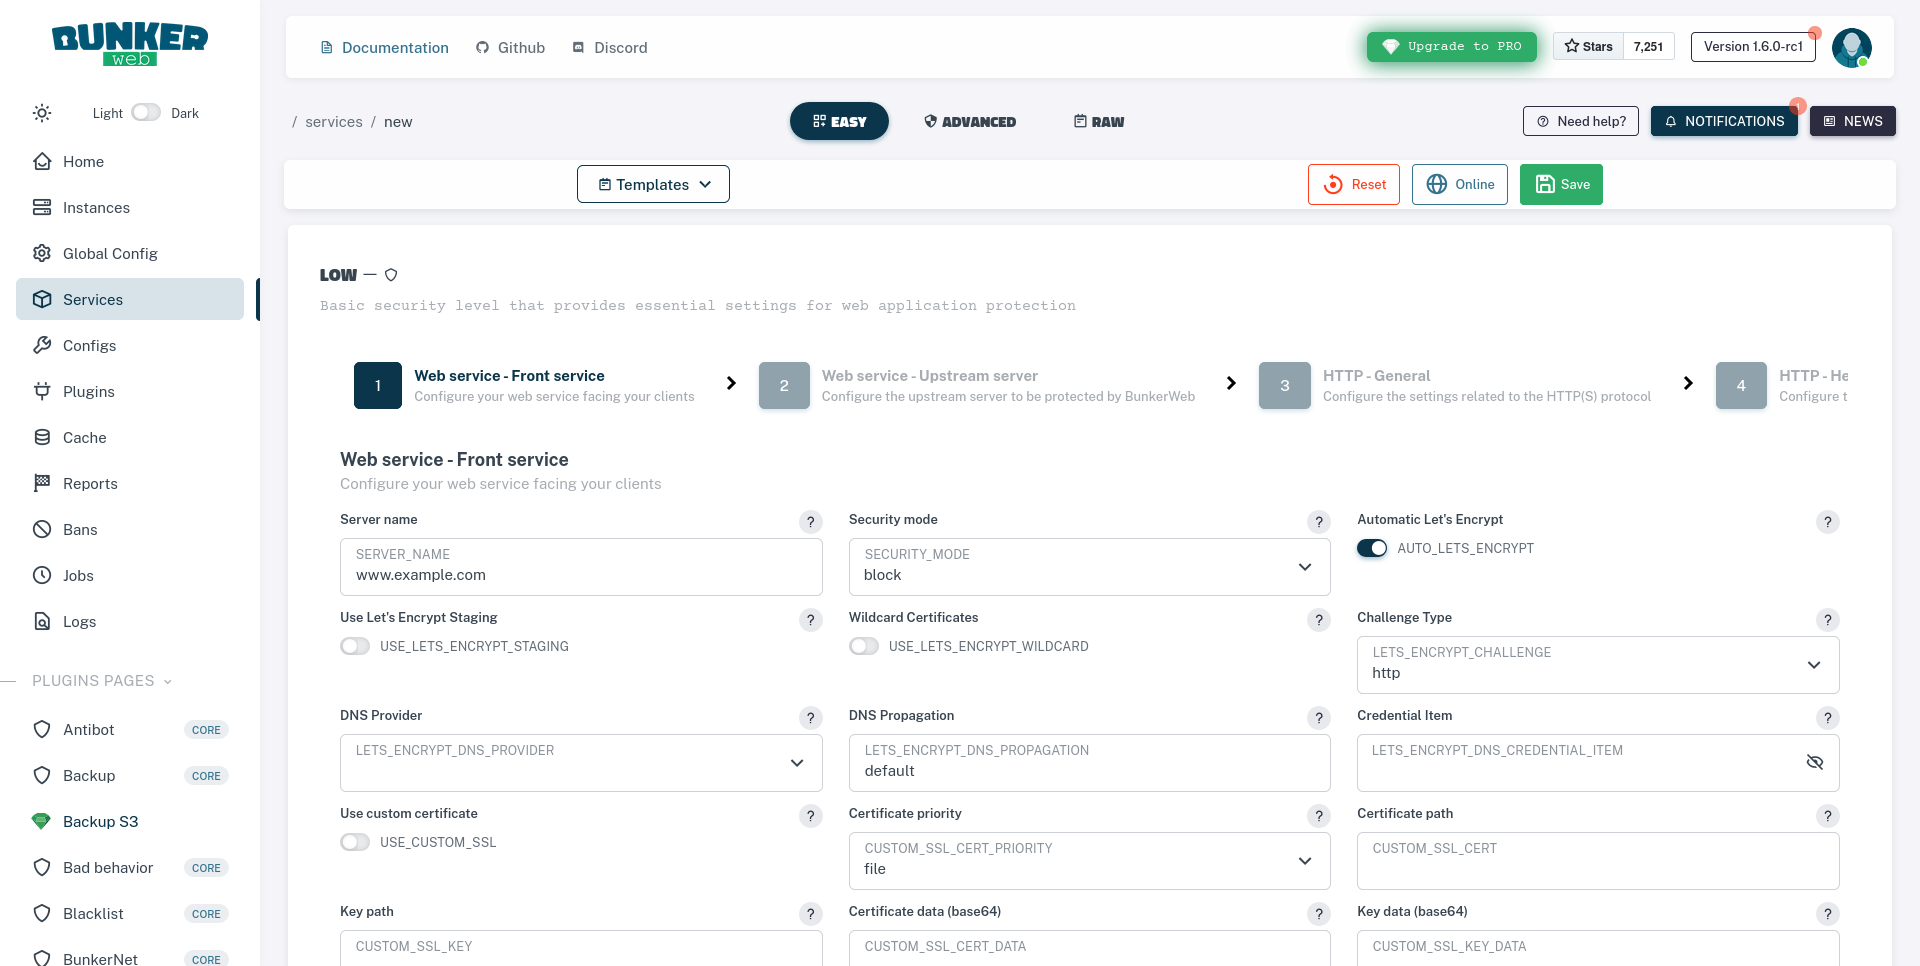 BUNKER
web
Documentation
Github
Discord
Upgrade to PRO
Stars
7,251
Version 1.6.0-rc1
Light
Dark
/ services / new
EASY
ADVANCED
RAW
Need help?
NOTIFICATIONS
1
NEWS
Home
Instances
Global Config
Services
Configs
Plugins
Cache
Reports
Bans
Jobs
Logs
PLUGINS PAGES
Antibot CORE
Backup CORE
Backup S3
Bad behavior CORE
Blacklist CORE
BunkerNet CORE
Templates
Reset
Online
Save
LOW —
Basic security level that provides essential settings for web application protection
1
Web service - Front service
Configure your web service facing your clients
2
Web service - Upstream server
Configure the upstream server to be protected by BunkerWeb
3
HTTP - General
Configure the settings related to the HTTP(S) protocol
4
HTTP - He
Configure t
Web service - Front service
Configure your web service facing your clients
Server name ?
SERVER_NAME
www.example.com
Security mode ?
SECURITY_MODE
block
Automatic Let's Encrypt ?
AUTO_LETS_ENCRYPT
Use Let's Encrypt Staging ?
USE_LETS_ENCRYPT_STAGING
Wildcard Certificates ?
USE_LETS_ENCRYPT_WILDCARD
Challenge Type ?
LETS_ENCRYPT_CHALLENGE
http
DNS Provider ?
LETS_ENCRYPT_DNS_PROVIDER
DNS Propagation ?
LETS_ENCRYPT_DNS_PROPAGATION
default
Credential Item ?
LETS_ENCRYPT_DNS_CREDENTIAL_ITEM
Use custom certificate ?
USE_CUSTOM_SSL
Certificate priority ?
CUSTOM_SSL_CERT_PRIORITY
file
Certificate path ?
CUSTOM_SSL_CERT
Key path ?
CUSTOM_SSL_KEY
Certificate data (base64) ?
CUSTOM_SSL_CERT_DATA
Key data (base64) ?
CUSTOM_SSL_KEY_DATA